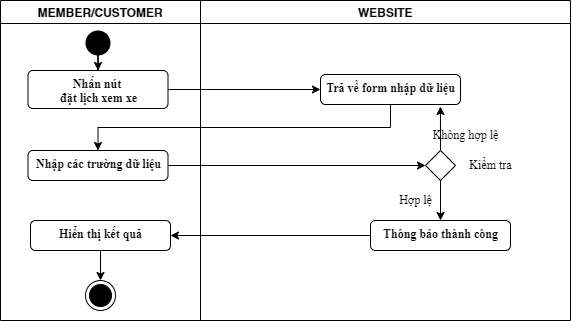 MEMBER/CUSTOMER
WEBSITE
Nhấn nút
đặt lịch xem xe
Trã về form nhập dữ liệu
Không hợp lệ
Nhập các trường dữ liệu
Kiểm tra
Hợp lệ
Hiển thị kết quả
Thông báo thành công